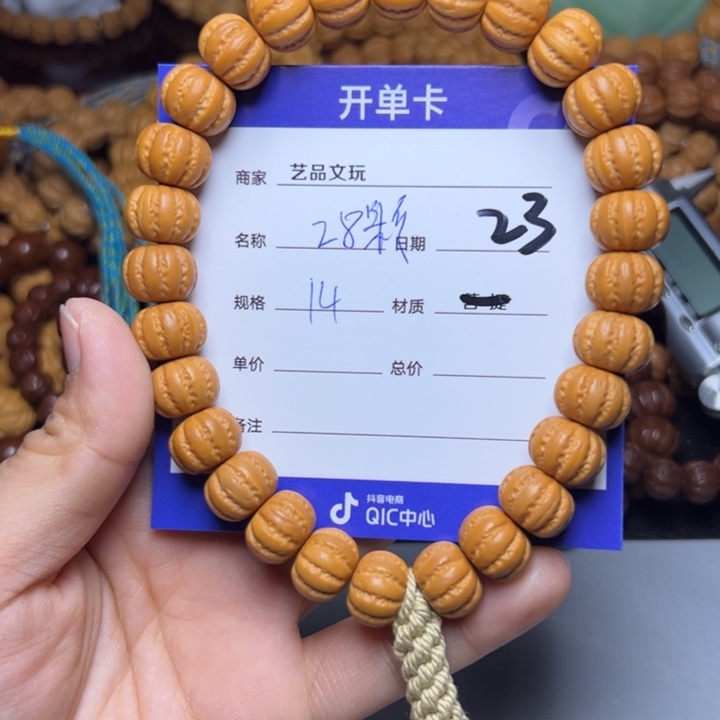 开单卡
商家 艺品文玩
名称 28颗 日期 23
规格 14 材质
单价 总价
备注
抖音电商
QIC中心